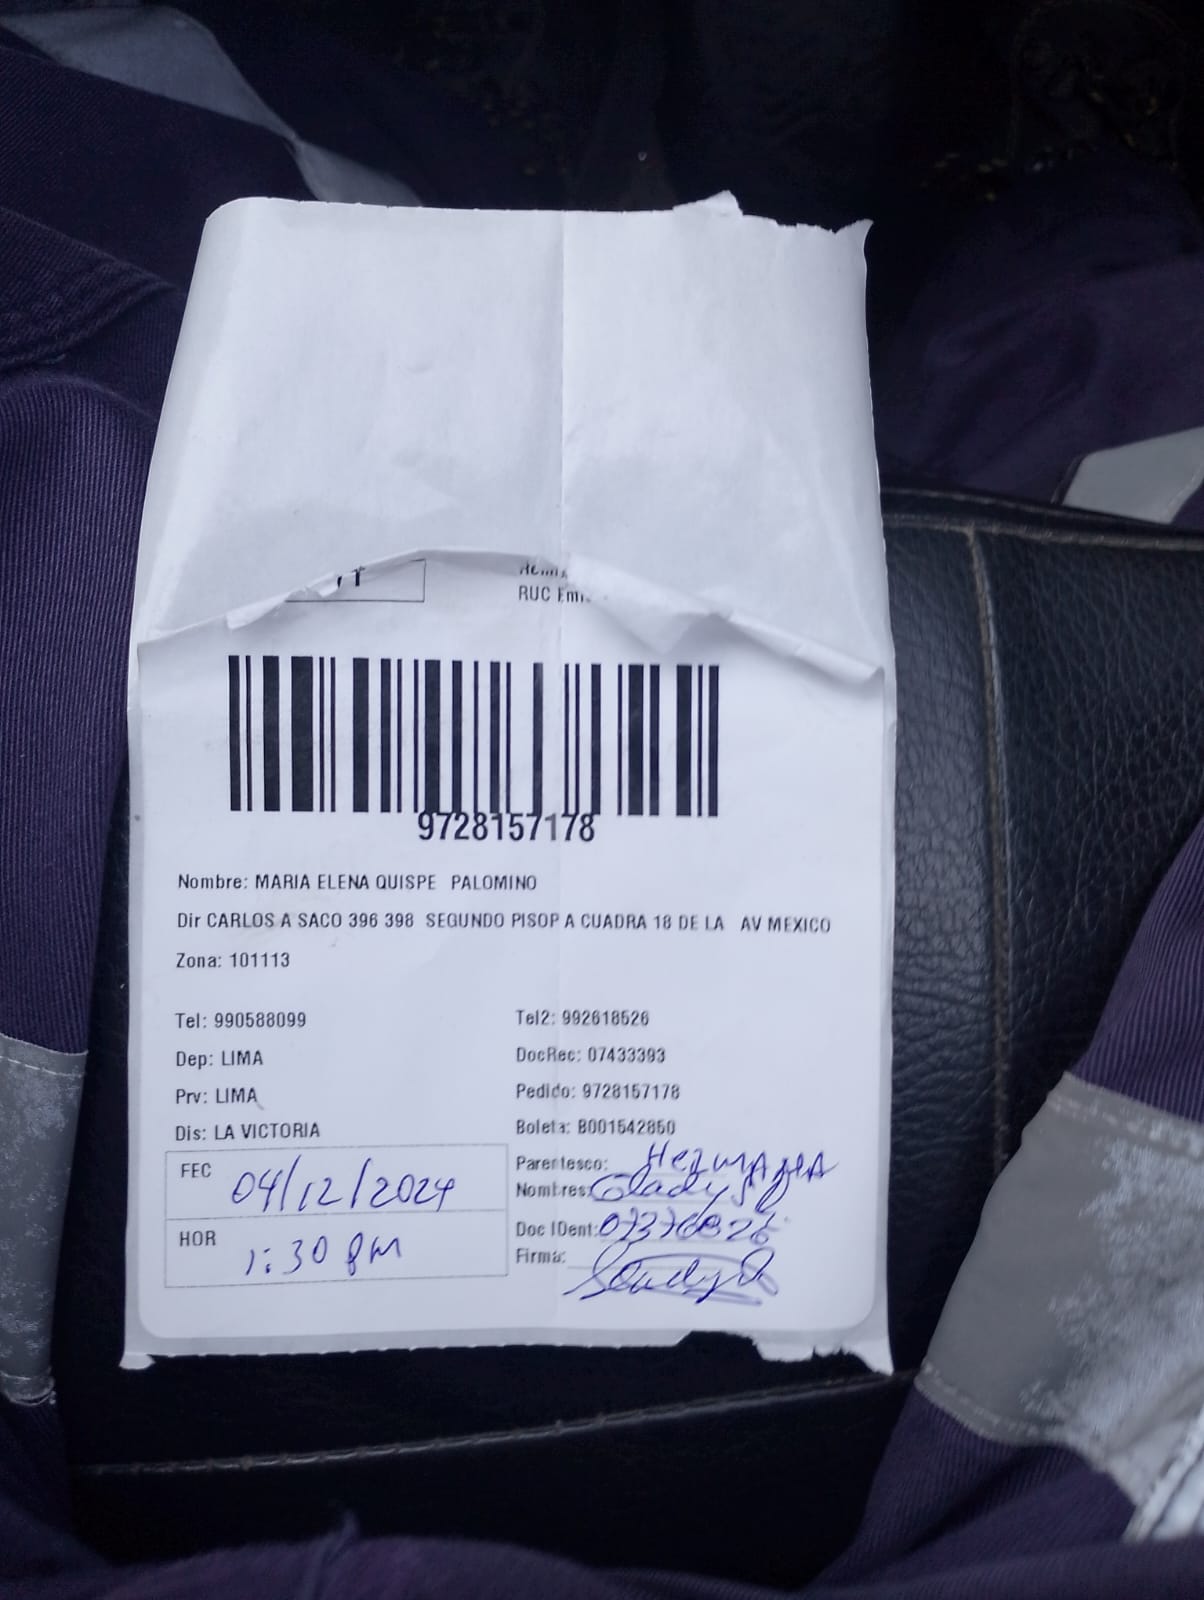 RUC
9728157178
Nombre: MARIA ELENA QUISPE PALOMINO
Dir CARLOS A SACO 396 398 SEGUNDO PISOP A CUADRA 18 DE LA AV MEXICO
Zona: 101113
Tel: 990588099 Tel2: 992618526
Dep: LIMA DocRec: 07433393
Prv: LIMA Pedido: 9728157178
Dis: LA VICTORIA Boleta: B001542850
FEC 04/12/2024 Parentesco: HERMANA
Nombres: Gladys
HOR 1:30 PM Doc IDent:
Firma: